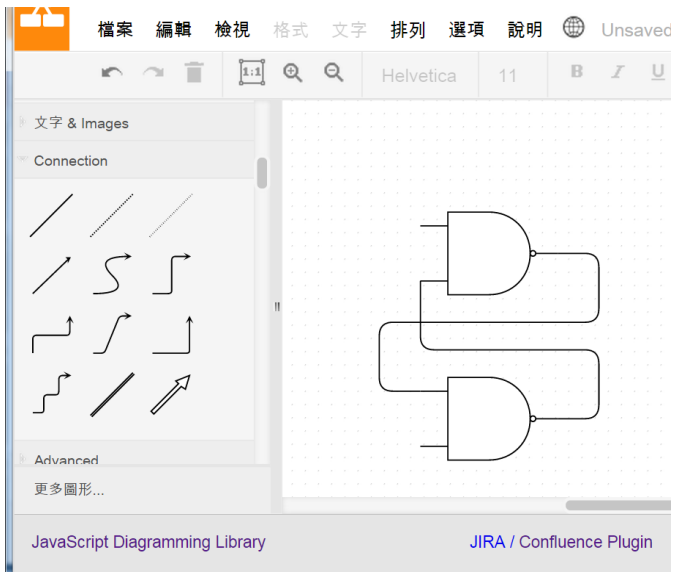 檔案 編輯 檢視 格式 文字 排列 選項 說明 Unsaved
1:1 Helvetica 11 B I U
文字 & Images
Connection
Advanced
更多圖形...
JavaScript Diagramming Library JIRA / Confluence Plugin